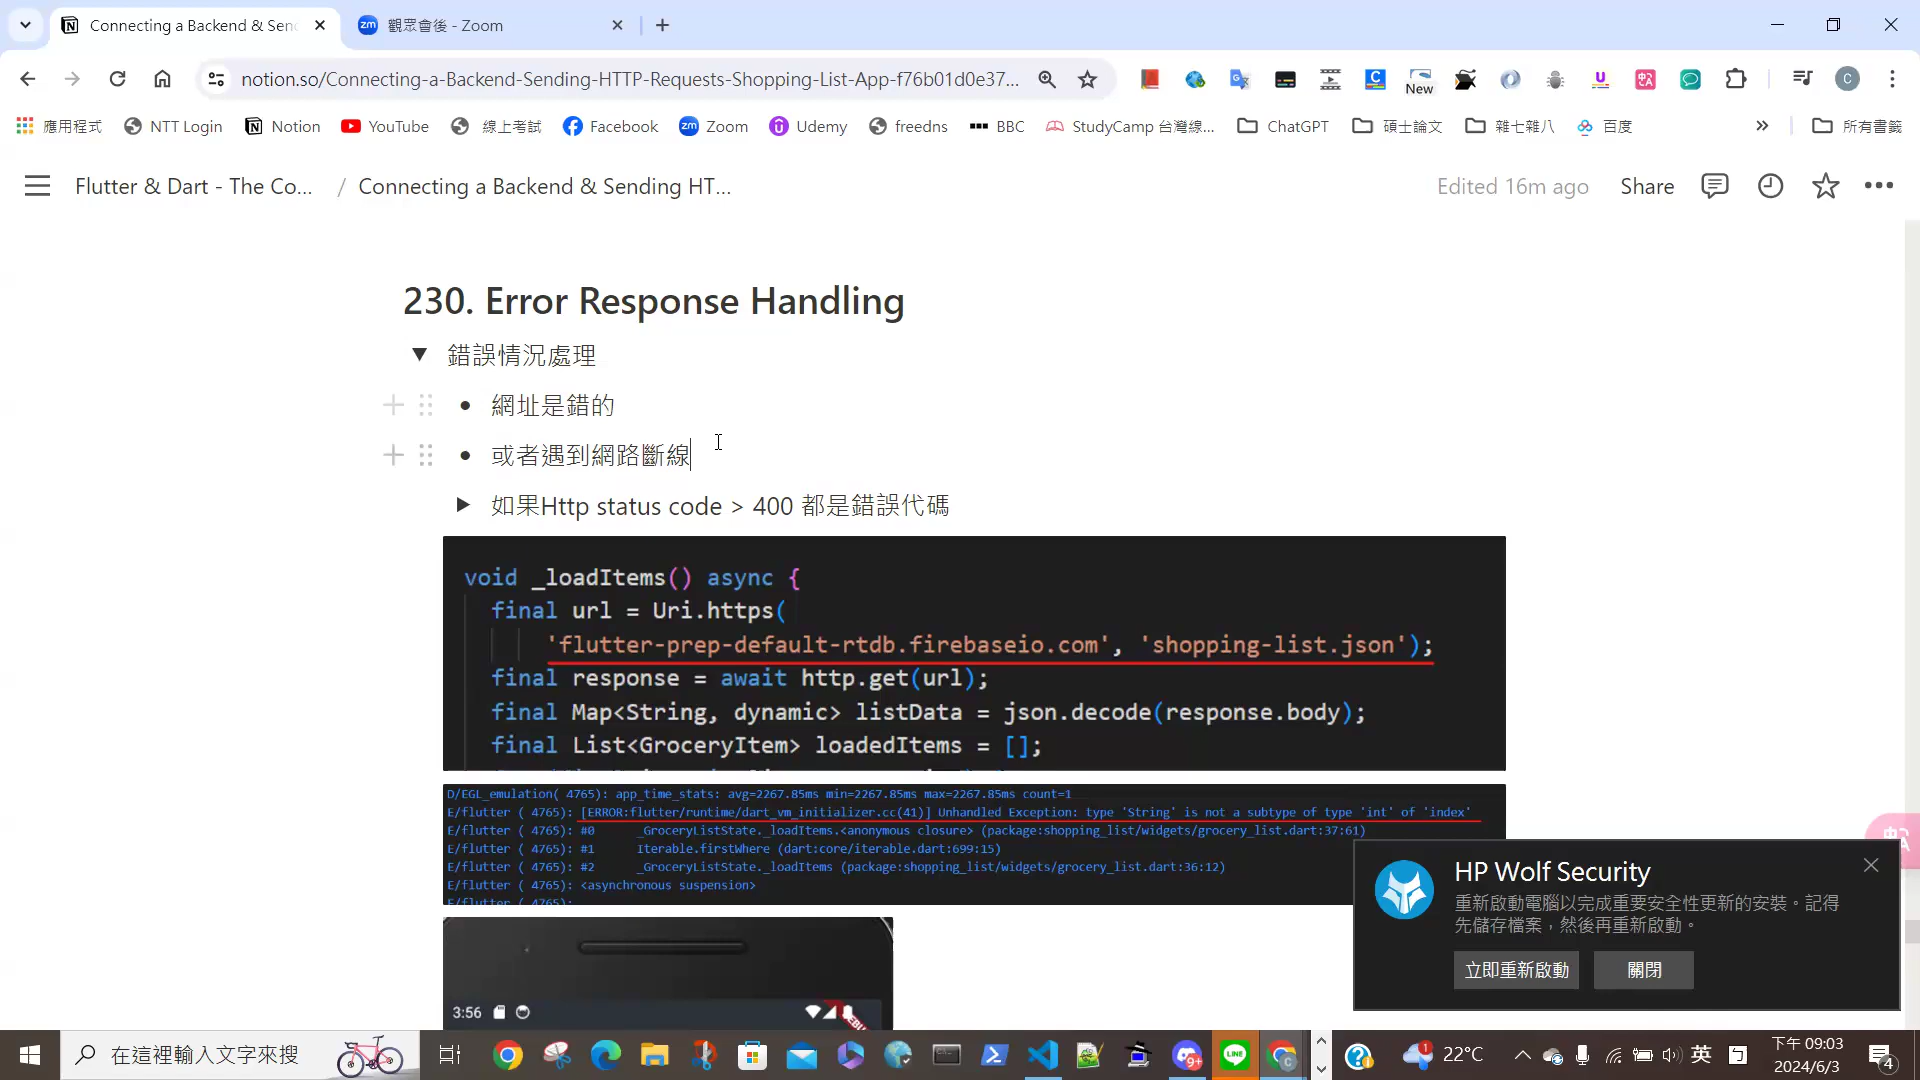 Connecting a Backend & Senc
觀眾會後 - Zoom
notion.so/Connecting-a-Backend-Sending-HTTP-Requests-Shopping-List-App-f76b01d0e37...
New
C
應用程式
NTT Login
Notion
YouTube
線上考試
Facebook
Zoom
Udemy
freedns
BBC
StudyCamp 台灣線...
ChatGPT
碩士論文
雜七雜八
百度
所有書籤
Flutter & Dart - The Co... / Connecting a Backend & Sending HT...
Edited 16m ago
Share
230. Error Response Handling
錯誤情況處理
網址是錯的
或者遇到網路斷線
如果Http status code > 400 都是錯誤代碼
void _loadItems() async {
final url = Uri.https(
'flutter-prep-default-rtdb.firebaseio.com', 'shopping-list.json');
final response = await http.get(url);
final Map<String, dynamic> listData = json.decode(response.body);
final List<GroceryItem> loadedItems = [];
D/EGL_emulation( 4765): app_time_stats: avg=2267.85ms min=2267.85ms max=2267.85ms count=1
E/flutter ( 4765): [ERROR:flutter/runtime/dart_vm_initializer.cc(41)] Unhandled Exception: type 'String' is not a subtype of type 'int' of 'index'
E/flutter ( 4765): #0 _GroceryListState._loadItems.<anonymous closure> (package:shopping_list/widgets/grocery_list.dart:37:61)
E/flutter ( 4765): #1 Iterable.firstWhere (dart:core/iterable.dart:699:15)
E/flutter ( 4765): #2 _GroceryListState._loadItems (package:shopping_list/widgets/grocery_list.dart:36:12)
E/flutter ( 4765): <asynchronous suspension>
E/flutter ( 4765):
3:56
HP Wolf Security
重新啟動電腦以完成重要安全性更新的安裝。記得
先儲存檔案，然後再重新啟動。
立即重新啟動
關閉
在這裡輸入文字來搜
22°C
英
下午 09:03
2024/6/3
4